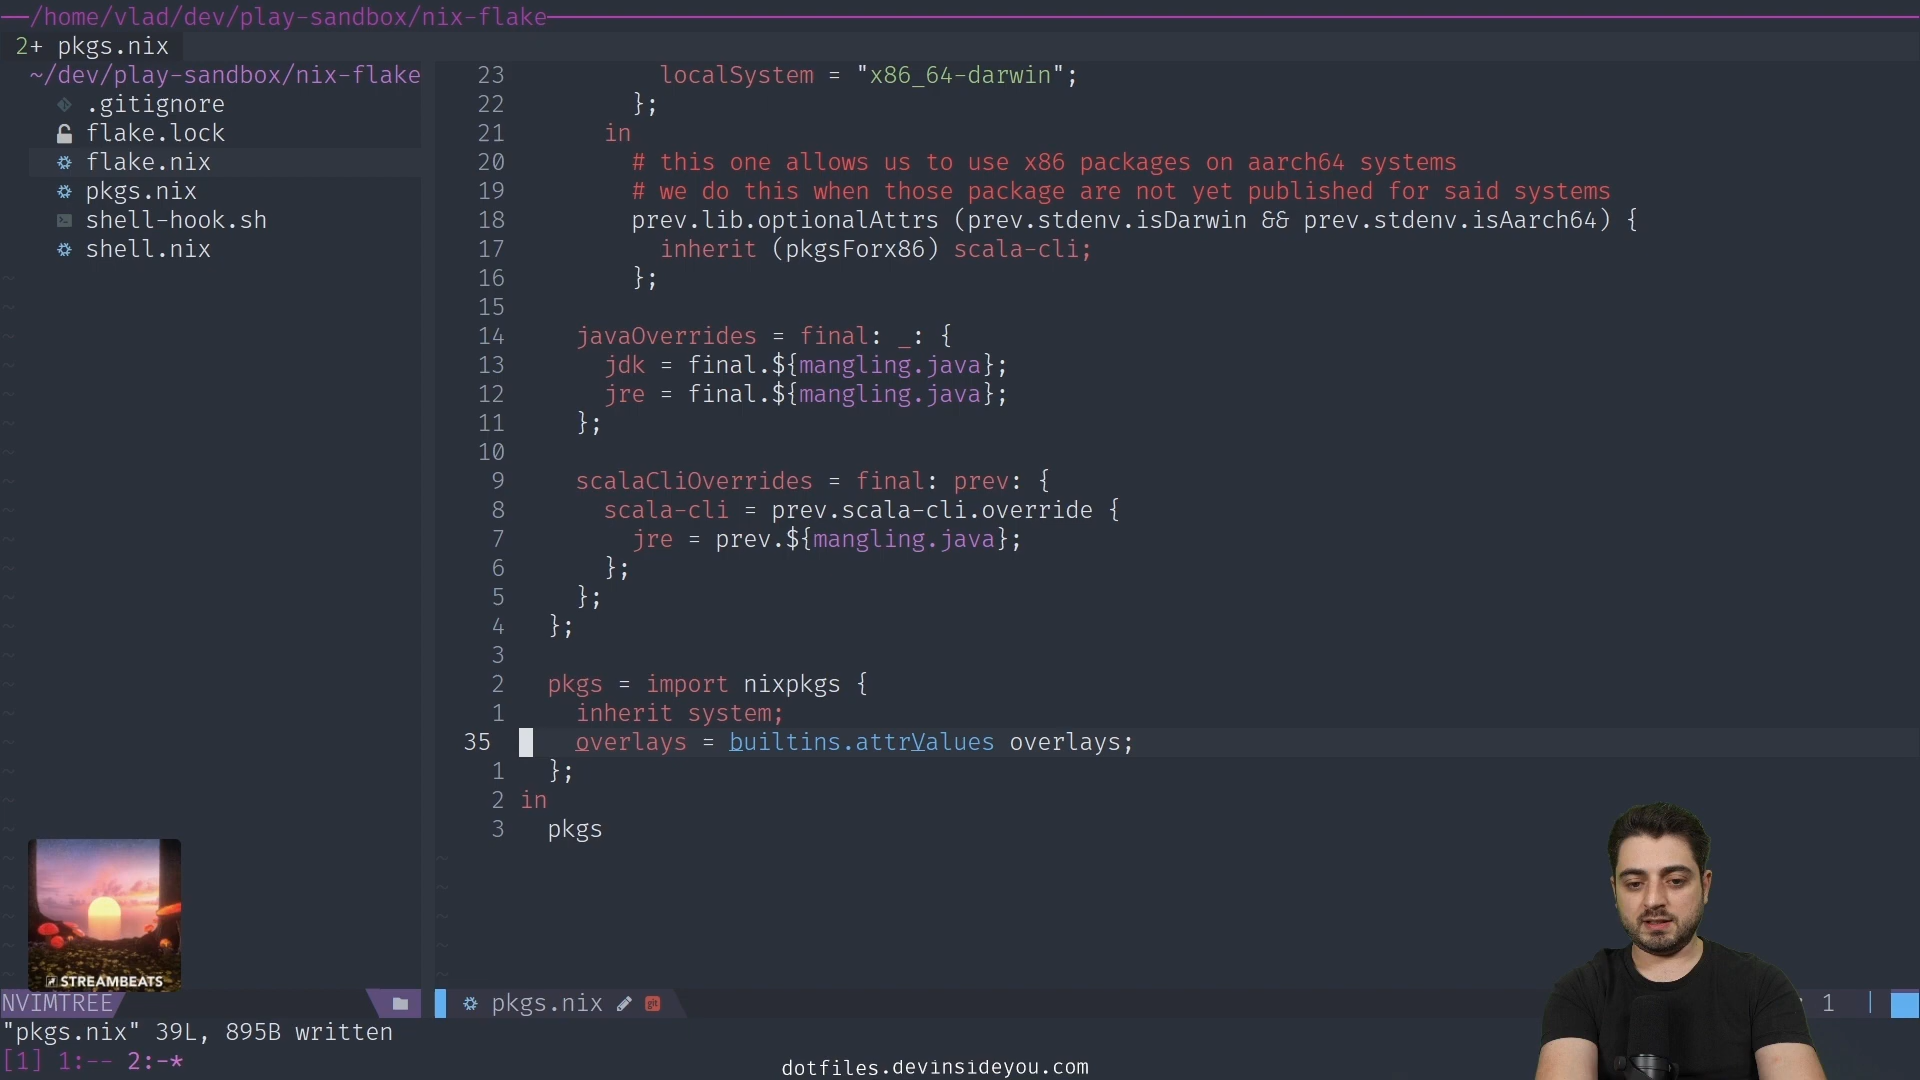 /home/vlad/dev/play-sandbox/nix-flake
2+ pkgs.nix
~/dev/play-sandbox/nix-flake
.gitignore
flake.lock
flake.nix
pkgs.nix
shell-hook.sh
shell.nix
23 localSystem = "x86_64-darwin";
22 };
21 in
20 # this one allows us to use x86 packages on aarch64 systems
19 # we do this when those package are not yet published for said systems
18 prev.lib.optionalAttrs (prev.stdenv.isDarwin && prev.stdenv.isAarch64) {
17 inherit (pkgsForx86) scala-cli;
16 };
15
14 javaOverrides = final: _: {
13 jdk = final.${mangling.java};
12 jre = final.${mangling.java};
11 };
10
9 scalaCliOverrides = final: prev: {
8 scala-cli = prev.scala-cli.override {
7 jre = prev.${mangling.java};
6 };
5 };
4 };
3
2 pkgs = import nixpkgs {
1 inherit system;
35 overlays = builtins.attrValues overlays;
1 };
2 in
3 pkgs
STREAMBEATS
NVIMTREE
pkgs.nix
git
1
"pkgs.nix" 39L, 895B written
[1] 1:-- 2:-*
dotfiles.devinsideyou.com